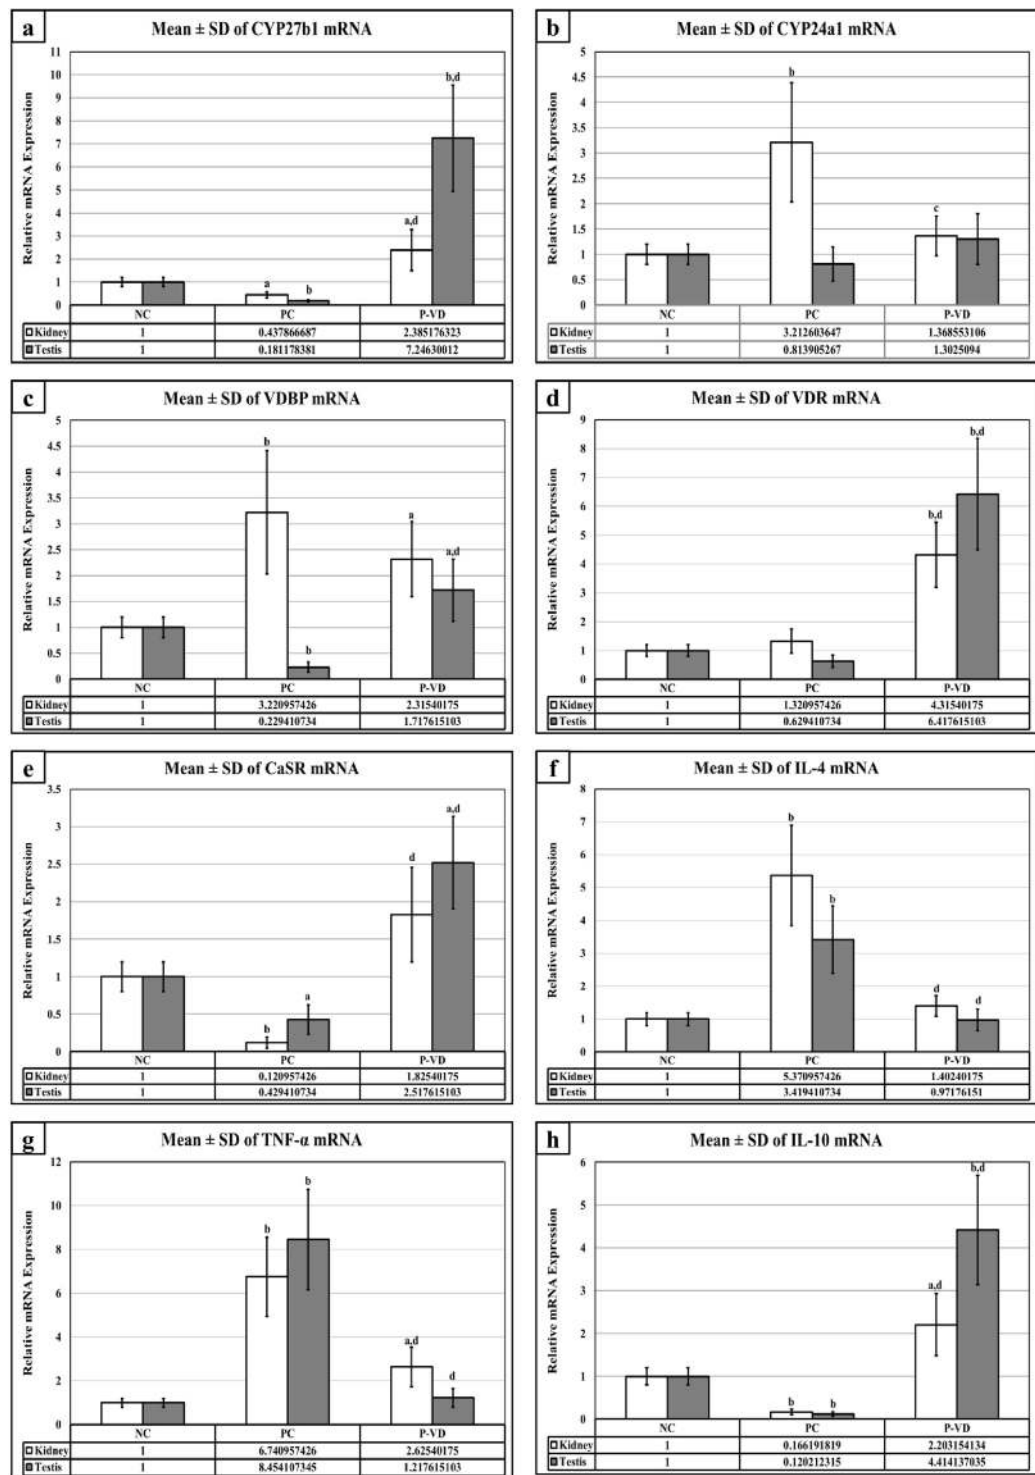 a
Mean ± SD of CYP27b1 mRNA
Relative mRNA Expression
11
10
9
8
7
6
5
4
3
2
1
0
a
b
a,d
b,d
NC PC P-VD
Kidney 1 0.437866687 2.385176323
Testis 1 0.181178381 7.24630012
b
Mean ± SD of CYP24a1 mRNA
Relative mRNA Expression
5
4.5
4
3.5
3
2.5
2
1.5
1
0.5
0
b
c
NC PC P-VD
Kidney 1 3.212603647 1.368553106
Testis 1 0.813905267 1.3025094
c
Mean ± SD of VDBP mRNA
Relative mRNA Expression
5
4.5
4
3.5
3
2.5
2
1.5
1
0.5
0
b
b
a
a,d
NC PC P-VD
Kidney 1 3.220957426 2.31540175
Testis 1 0.229410734 1.717615103
d
Mean ± SD of VDR mRNA
Relative mRNA Expression
9
8
7
6
5
4
3
2
1
0
b,d
b,d
NC PC P-VD
Kidney 1 1.320957426 4.31540175
Testis 1 0.629410734 6.417615103
e
Mean ± SD of CaSR mRNA
Relative mRNA Expression
3.5
3
2.5
2
1.5
1
0.5
0
b
a
d
a,d
NC PC P-VD
Kidney 1 0.120957426 1.82540175
Testis 1 0.429410734 2.517615103
f
Mean ± SD of IL-4 mRNA
Relative mRNA Expression
8
7
6
5
4
3
2
1
0
b
b
d
d
NC PC P-VD
Kidney 1 5.370957426 1.40240175
Testis 1 3.419410734 0.97176151
g
Mean ± SD of TNF-α mRNA
Relative mRNA Expression
12
10
8
6
4
2
0
b
b
a,d
d
NC PC P-VD
Kidney 1 6.740957426 2.62540175
Testis 1 8.454107345 1.217615103
h
Mean ± SD of IL-10 mRNA
Relative mRNA Expression
6
5
4
3
2
1
0
b
b
a,d
b,d
NC PC P-VD
Kidney 1 0.166191819 2.203154134
Testis 1 0.120212315 4.414137035